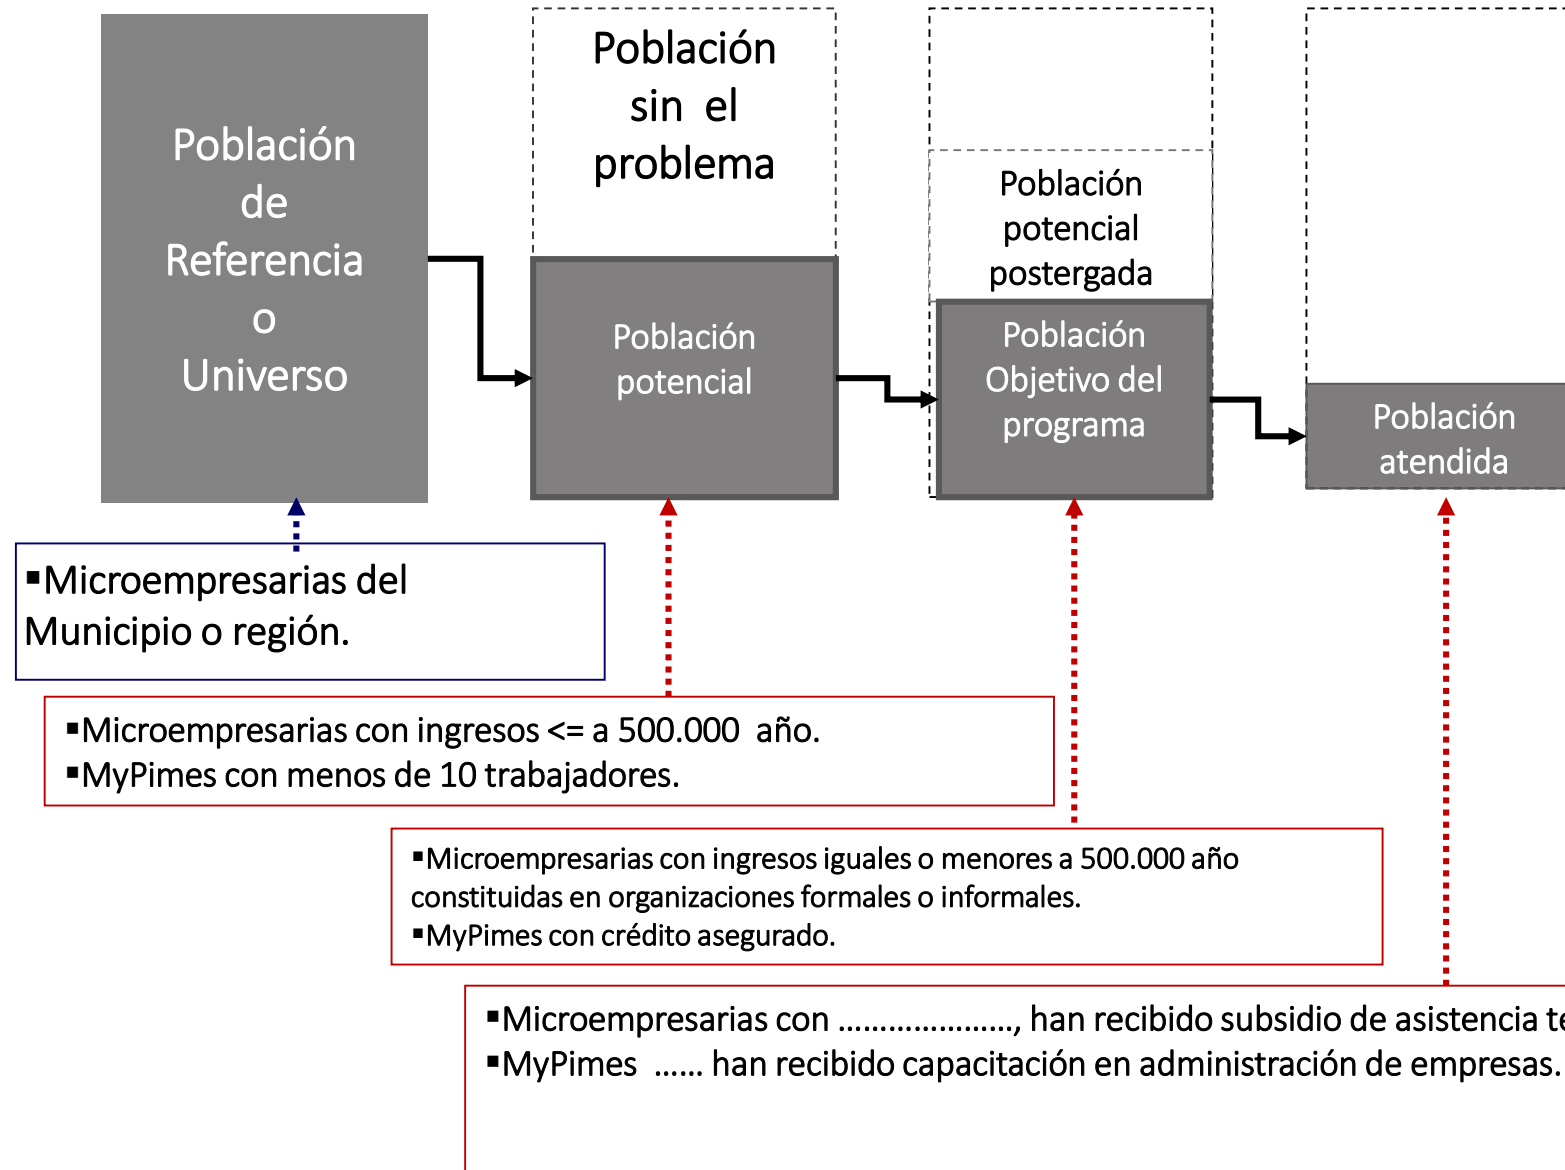 Población
de
Referencia
o
Universo
Población
sin  el
problema
Población
potencial
Población
potencial
postergada
Población
Objetivo del
programa
Población
atendida
▪Microempresarias del
Municipio o región.
▪Microempresarias con ingresos <= a 500.000  año.
▪MyPimes con menos de 10 trabajadores.
▪Microempresarias con ingresos iguales o menores a 500.000 año
constituidas en organizaciones formales o informales.
▪MyPimes con crédito asegurado.
▪Microempresarias con …………………, han recibido subsidio de asistencia
▪MyPimes  …… han recibido capacitación en administración de empresas.